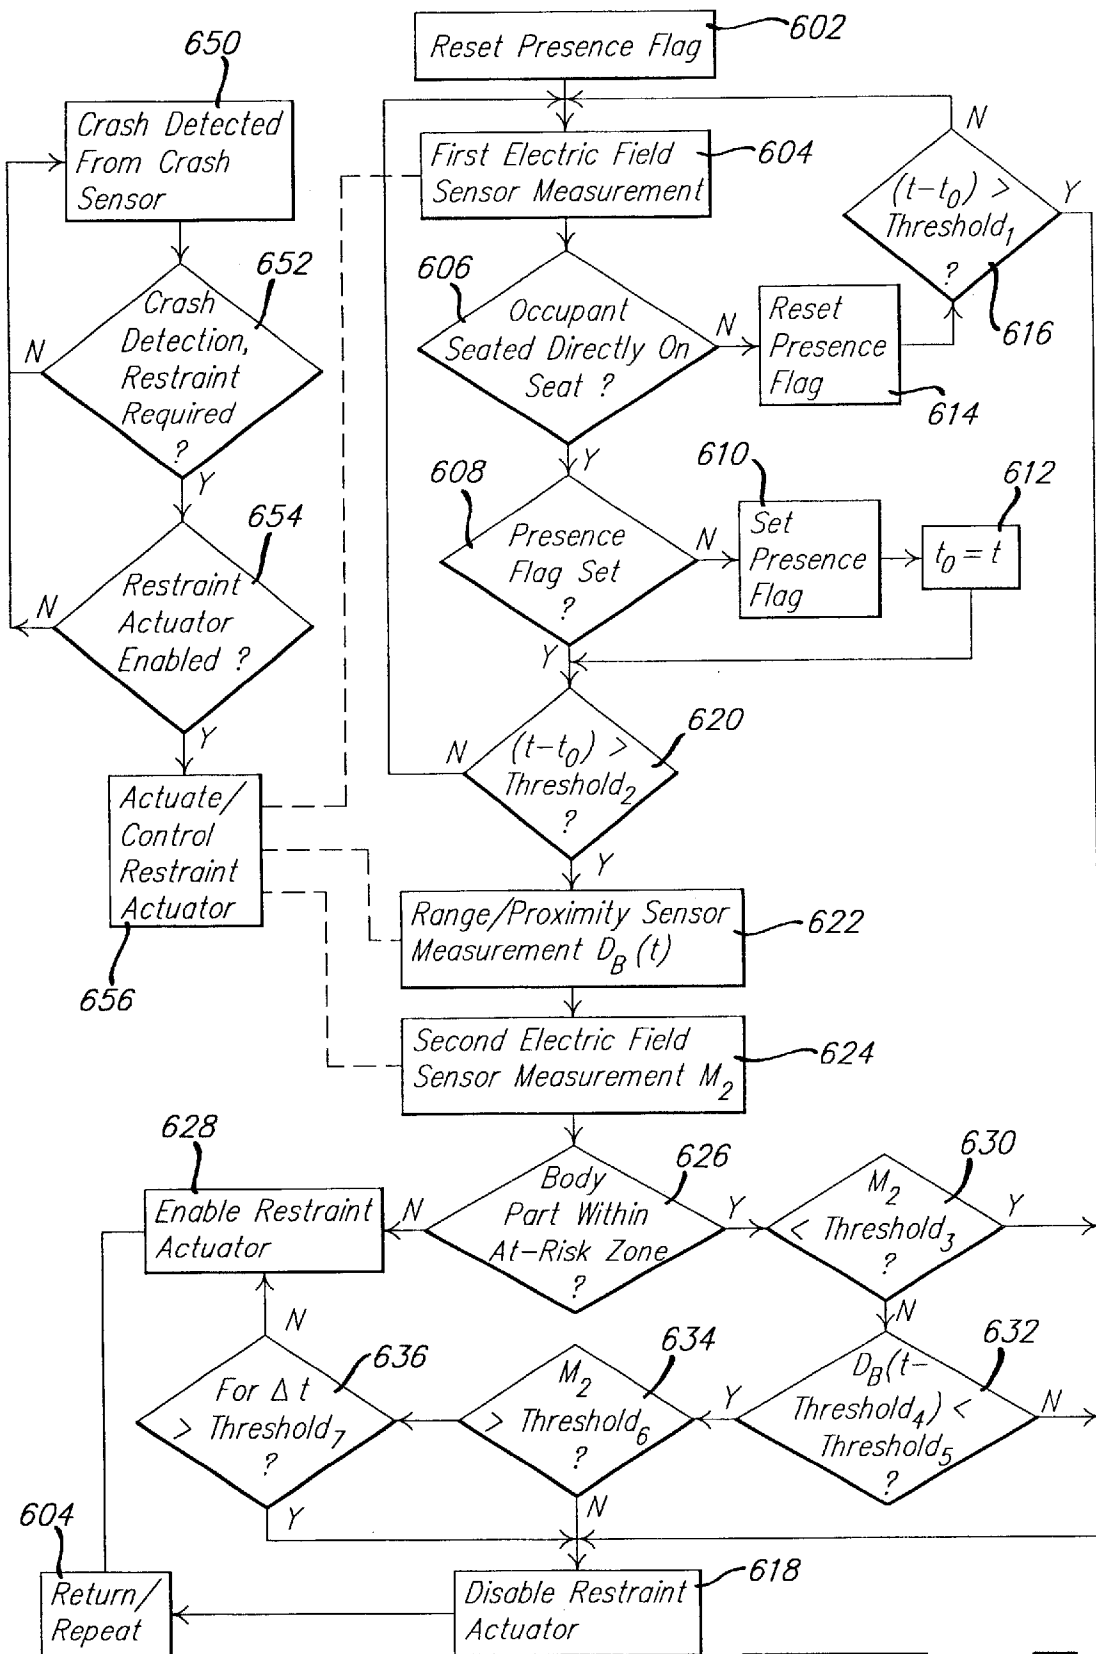 602
Reset Presence Flag
650
Crash Detected
From Crash
Sensor
First Electric Field
Sensor Measurement
604
N
(t-t0) >
Threshold1
?
Y
616
652
Crash
Detection,
Restraint
Required
?
N
Y
606
Occupant
Seated Directly On
Seat ?
N
Y
Reset
Presence
Flag
614
654
Restraint
Actuator
Enabled ?
N
Y
608
Presence
Flag Set
?
N
Y
610
Set
Presence
Flag
612
t0 = t
N
(t-t0) >
Threshold2
?
620
Y
Actuate/
Control
Restraint
Actuator
656
Range/Proximity Sensor
Measurement DB(t)
622
Second Electric Field
Sensor Measurement M2
624
628
Enable Restraint
Actuator
N
Body
Part Within
At-Risk Zone
?
626
Y
M2
< Threshold3
?
630
Y
N
For Δt
> Threshold7
?
636
N
Y
M2
> Threshold6
?
634
N
Y
DB(t-
Threshold4) <
Threshold5
?
632
N
604
Return/
Repeat
Disable Restraint
Actuator
618